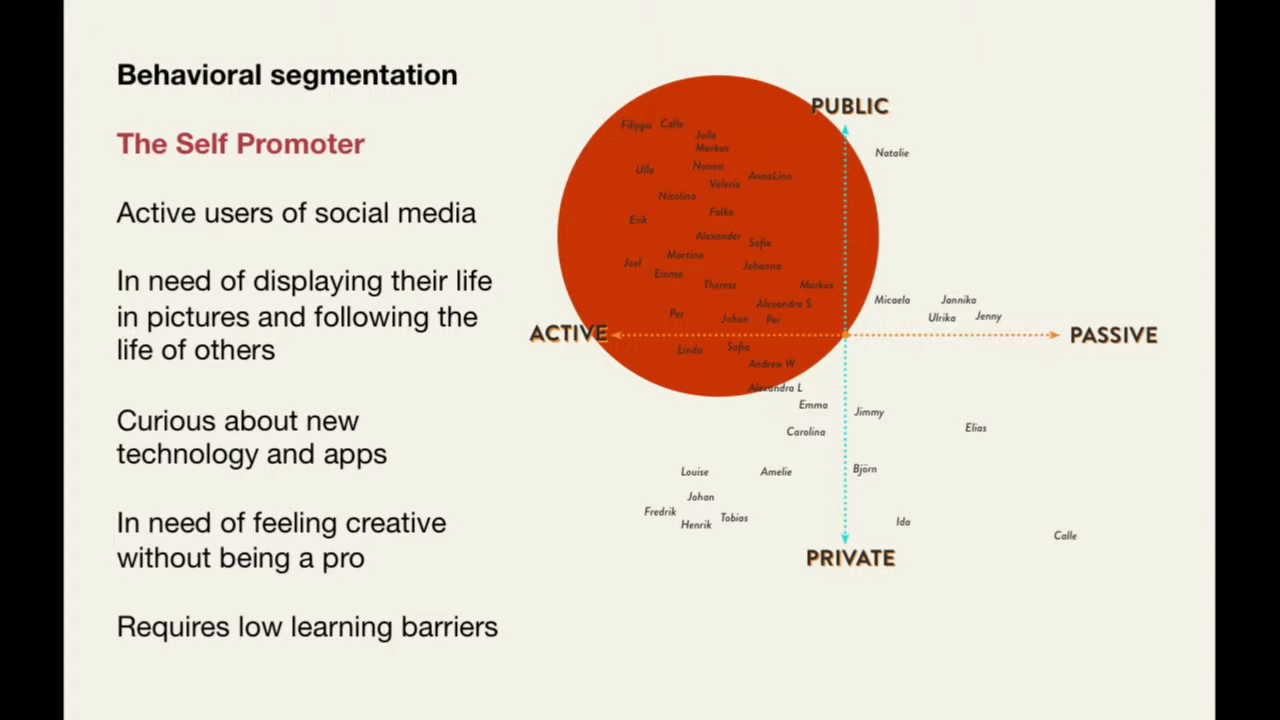 Behavioral segmentation
The Self Promoter
Active users of social media
In need of displaying their life
in pictures and following the
life of others
Curious about new
technology and apps
In need of feeling creative
without being a pro
Requires low learning barriers
PUBLIC
Filippa Calle
Markus
Natalie
Ulla Nanna
AnnaLinn
Valeria
Nicolina
Falko
Erik
Alexander
Sofia
Martina
Joel
Johanna
Emma
Therese
Markus
Alexandra S
Micaela Jannika
Per Johan Per
Ulrika Jenny
ACTIVE PASSIVE
Linda Sofia
Andrew W
Alexandra L
Emma
Jimmy
Carolina
Elias
Louise Amelie Björn
Johan
Fredrik
Henrik Tobias
Ida
Calle
PRIVATE